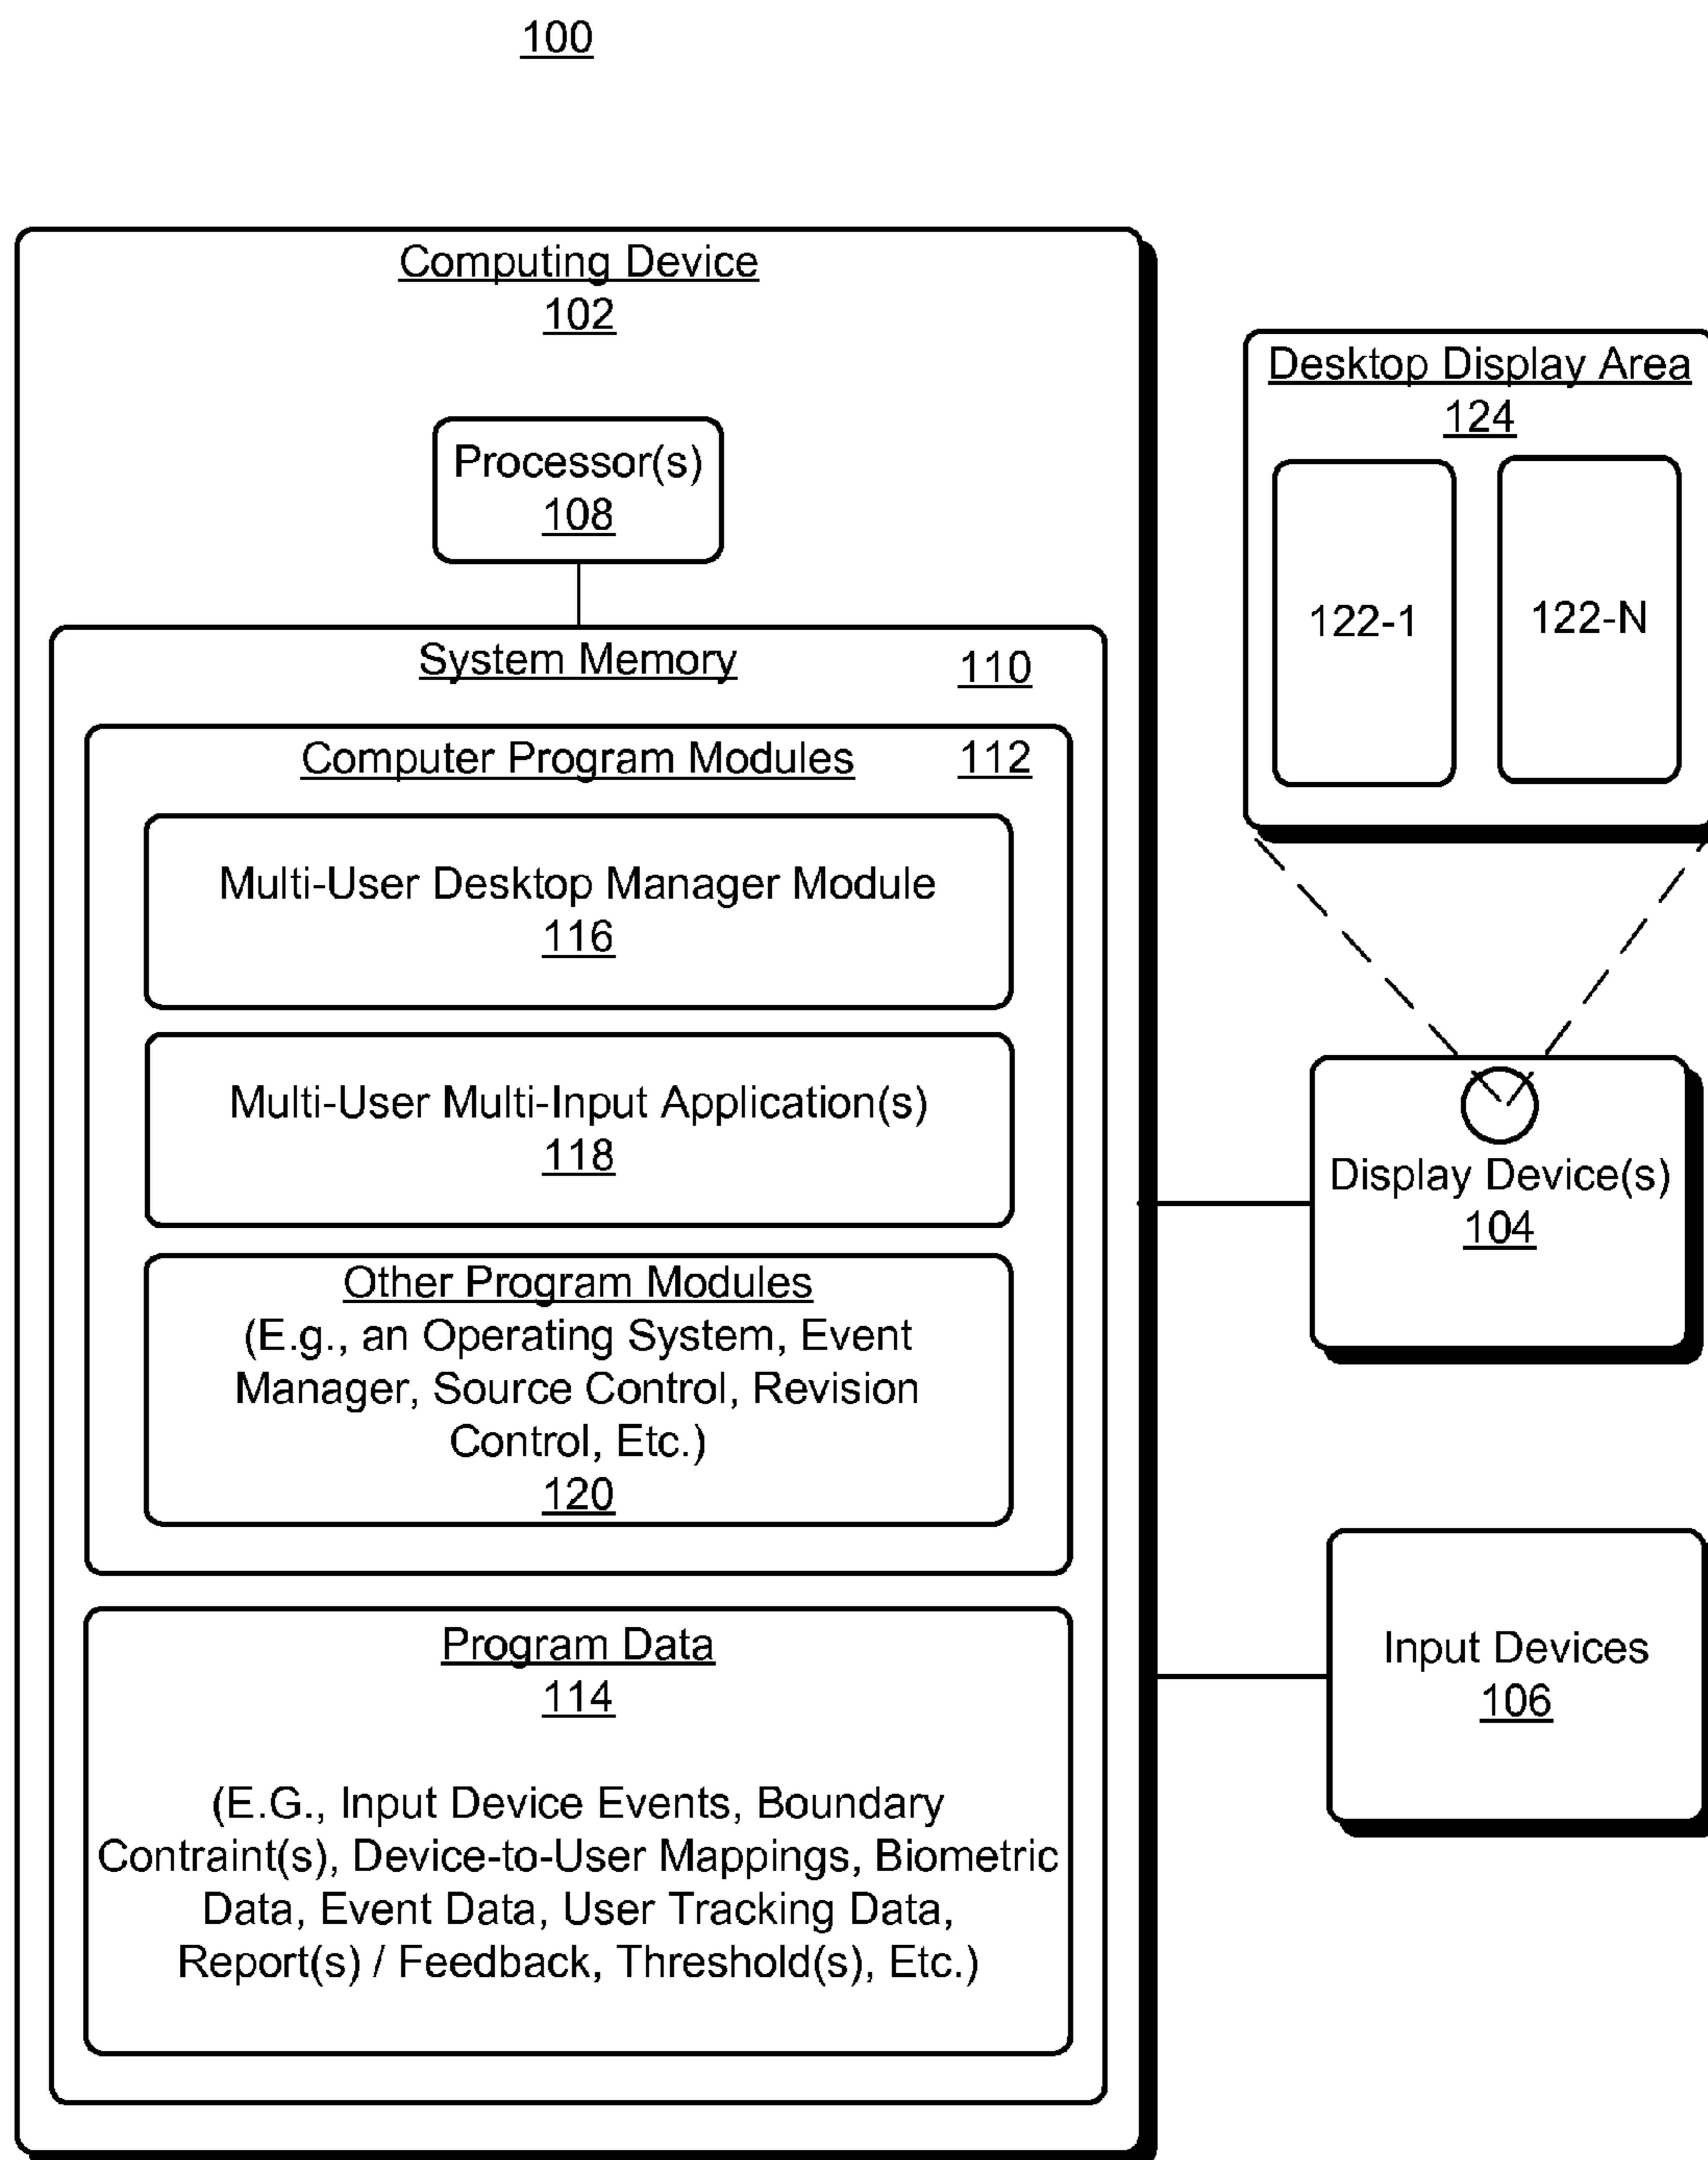 100
Computing Device
102
Processor(s)
108
System Memory
110
Computer Program Modules
112
Multi-User Desktop Manager Module
116
Multi-User Multi-Input Application(s)
118
Other Program Modules
(E.g., an Operating System, Event
Manager, Source Control, Revision
Control, Etc.)
120
Program Data
114
(E.G., Input Device Events, Boundary
Contraint(s), Device-to-User Mappings, Biometric
Data, Event Data, User Tracking Data,
Report(s) / Feedback, Threshold(s), Etc.)
Desktop Display Area
124
122-1
122-N
Display Device(s)
104
Input Devices
106